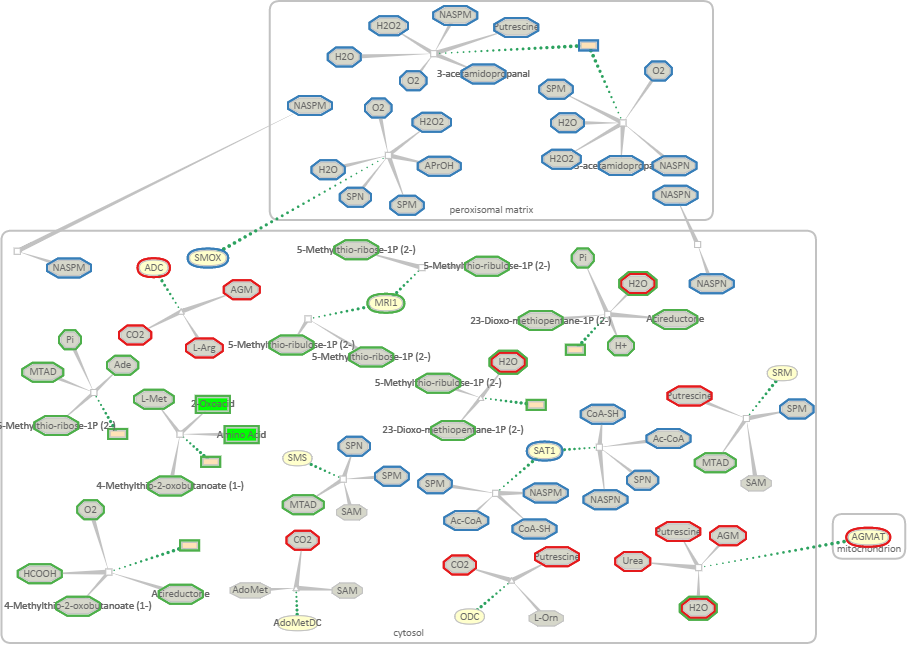 NASPM
H2O2
Putrescine
H2O
3-acetamidopropanal
O2
O2
SPM
NASPM
O2
H2O2
H2O
H2O
APrOH
H2O2
3-acetamidopropa
NASPN
SPN
SPM
NASPN
peroxisomal matrix
5-Methylthio-ribose-1P (2-)
SMOX
Pi
NASPM
ADC
5-Methylthio-ribulose-1P (2-)
H2O
NASPN
AGM
MRI1
23-Dioxo-methiopentane-1P (2-)
Acireductone
CO2
Pi
L-Arg
5-Methylthio-ribulose-1P (2-)
5-Methylthio-ribose-1P (2-)
H+
MTAD
Ade
H2O
SRM
5-Methylthio-ribulose-1P (2-)
L-Met
2-Oxoacid
Putrescine
SPM
5-Methylthio-ribose-1P (2-)
Amino Acid
23-Dioxo-methiopentane-1P (2-)
CoA-SH
Ac-CoA
SPN
SMS
SAT1
MTAD
4-Methylthio-2-oxobutanoate (1-)
SPM
SPM
NASPM
SPN
SAM
MTAD
SAM
NASPN
O2
Ac-CoA
CoA-SH
CO2
Putrescine
AGM
AGMAT
mitochondrion
HCOOH
CO2
Putrescine
Urea
4-Methylthio-2-oxobutanoate (1-)
Acireductone
AdoMet
SAM
H2O
AdoMetDC
ODC
L-Orn
cytosol